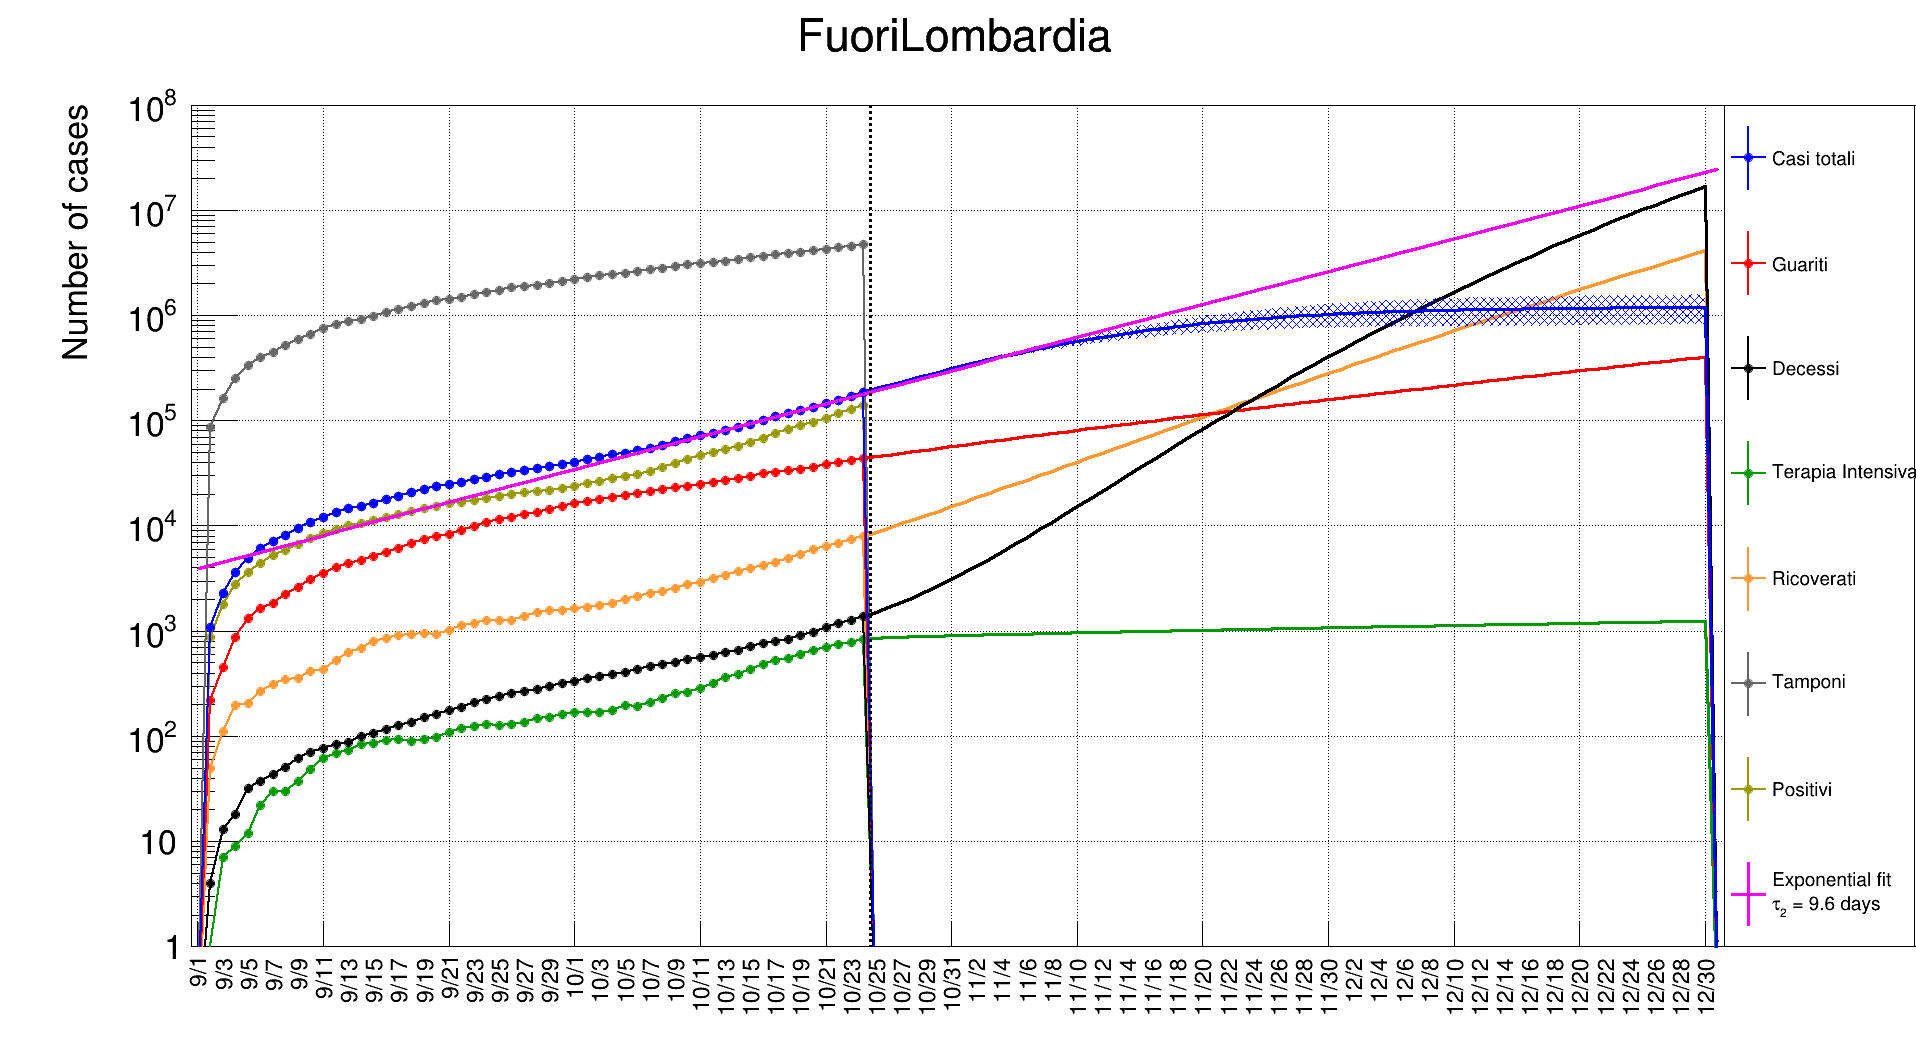 FuoriLombardia
Number of cases
10^8
10^7
10^6
10^5
10^4
10^3
10^2
10
1
9/1 9/3 9/5 9/7 9/9 9/11 9/13 9/15 9/17 9/19 9/21 9/23 9/25 9/27 9/29 10/1 10/3 10/5 10/7 10/9 10/11 10/13 10/15 10/17 10/19 10/21 10/23 10/25 10/27 10/29 10/31 11/2 11/4 11/6 11/8 11/10 11/12 11/14 11/16 11/18 11/20 11/22 11/24 11/26 11/28 11/30 12/2 12/4 12/6 12/8 12/10 12/12 12/14 12/16 12/18 12/20 12/22 12/24 12/26 12/28 12/30
Casi totali
Guariti
Decessi
Terapia Intensiva
Ricoverati
Tamponi
Positivi
Exponential fit
τ_2 = 9.6 days